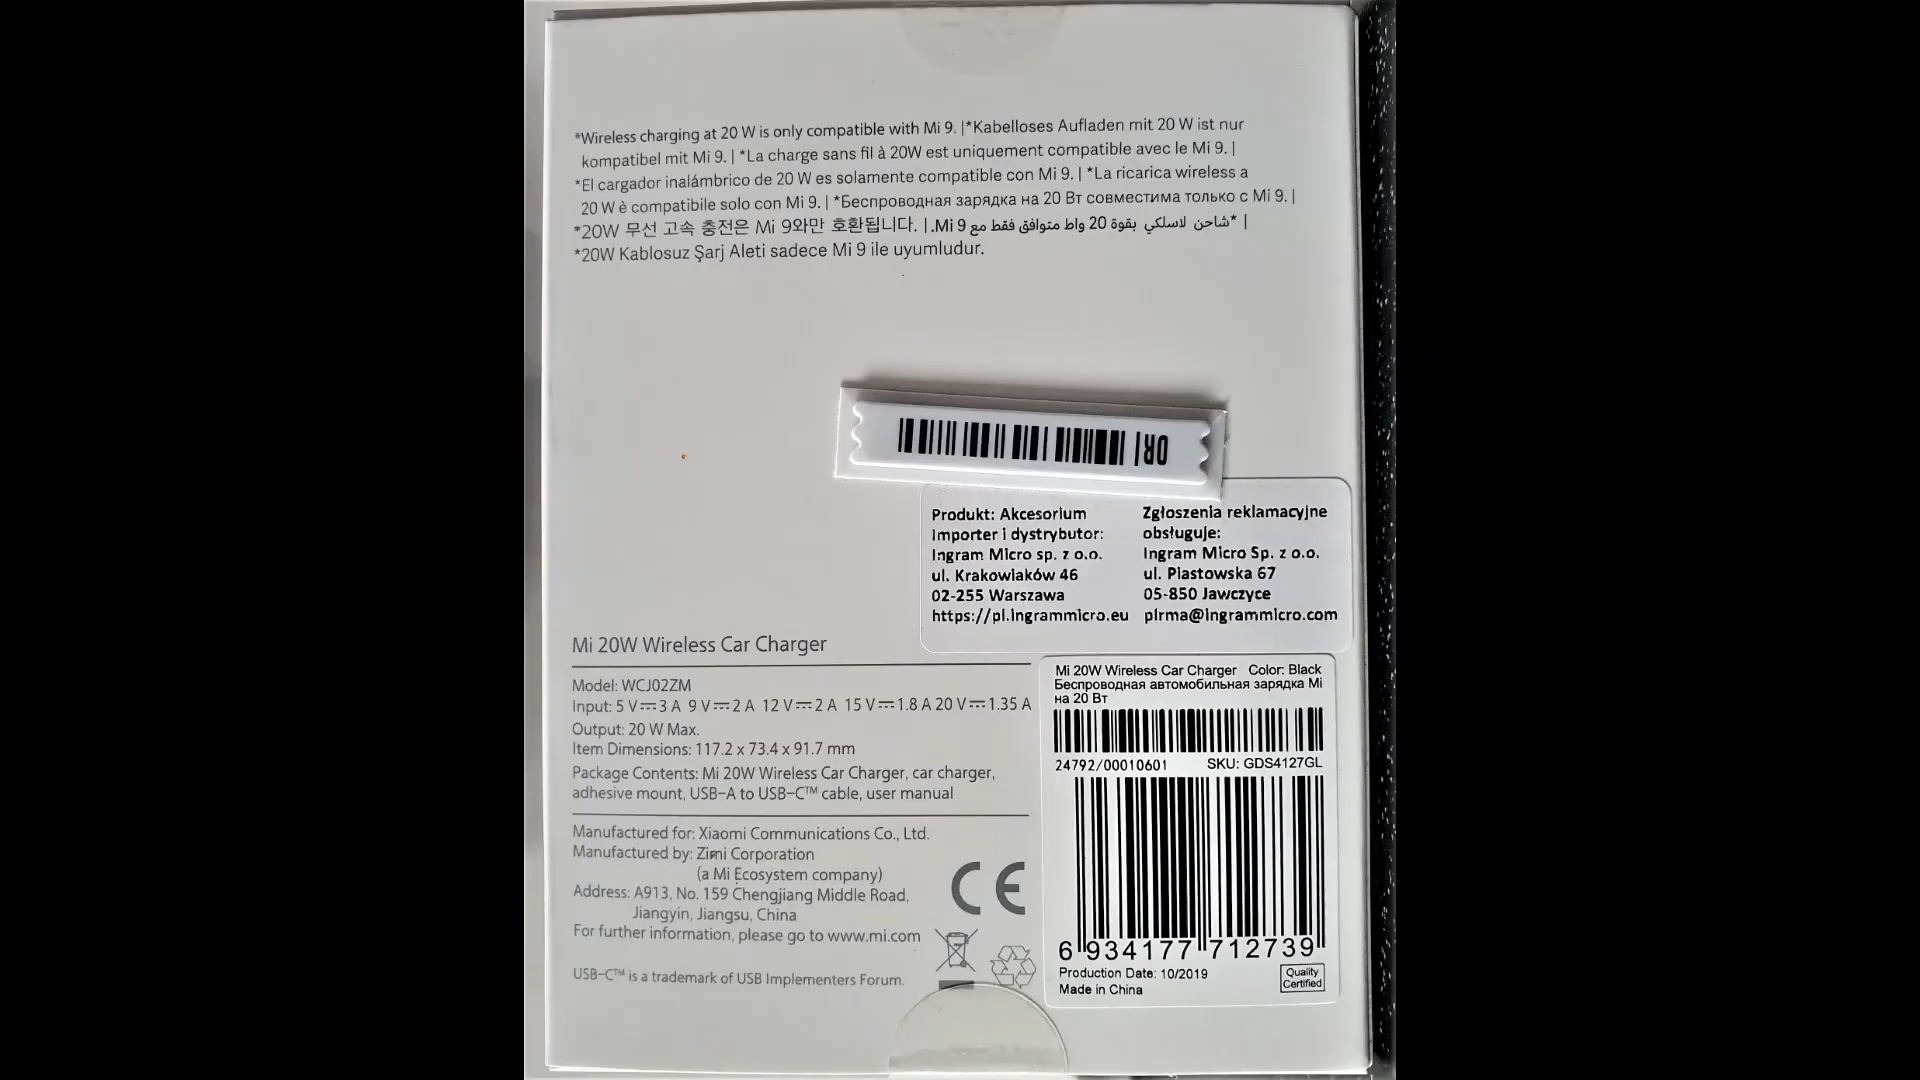 *Wireless charging at 20 W is only compatible with Mi 9. |*Kabelloses Aufladen mit 20 W ist nur
kompatibel mit Mi 9. | *La charge sans fil à 20W est uniquement compatible avec le Mi 9. |
*El cargador inalámbrico de 20 W es solamente compatible con Mi 9. | *La ricarica wireless a
20 W è compatibile solo con Mi 9. | *Беспроводная зарядка на 20 Вт совместима только с Mi 9. |
*20W 무선 고속 충전은 Mi 9와만 호환됩니다. | *شاحن لاسلكي بقوة 20 واط متوافق فقط مع Mi 9. |
*20W Kablosuz Şarj Aleti sadece Mi 9 ile uyumludur.
Produkt: Akcesorium
Importer i dystrybutor:
Ingram Micro sp. z o.o.
ul. Krakowiaków 46
02-255 Warszawa
https://pl.ingrammicro.eu
Zgłoszenia reklamacyjne
obsługuje:
Ingram Micro Sp. z o.o.
ul. Piastowska 67
05-850 Jawczyce
plrma@ingrammicro.com
Mi 20W Wireless Car Charger
Model: WCJ02ZM
Input: 5 V⎓3 A 9 V⎓2 A 12 V⎓2 A 15 V⎓1.8 A 20 V⎓1.35 A
Output: 20 W Max.
Item Dimensions: 117.2 x 73.4 x 91.7 mm
Package Contents: Mi 20W Wireless Car Charger, car charger,
adhesive mount, USB-A to USB-C™ cable, user manual
Manufactured for: Xiaomi Communications Co., Ltd.
Manufactured by: Zimi Corporation
(a Mi Ecosystem company)
Address: A913, No. 159 Chengjiang Middle Road,
Jiangyin, Jiangsu, China
For further information, please go to www.mi.com
USB-C™ is a trademark of USB Implementers Forum.
CE
Mi 20W Wireless Car Charger Color: Black
Беспроводная автомобильная зарядка Mi
на 20 Вт
24792/00010601 SKU: GDS4127GL
6 934177 712739
Production Date: 10/2019
Made in China
Quality
Certified